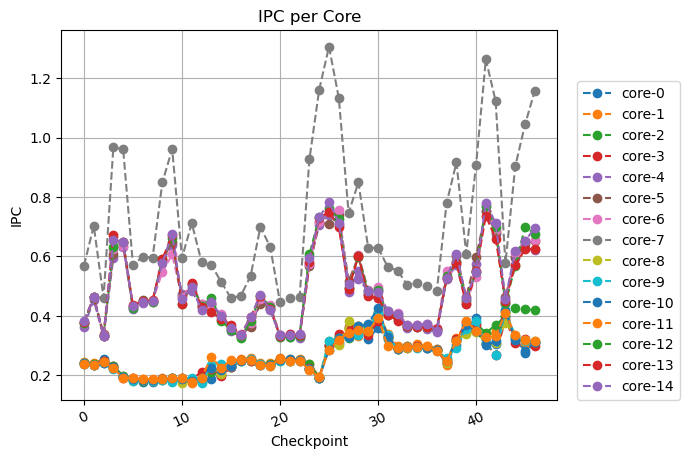 IPC per Core
IPC
1.2
1.0
0.8
0.6
0.4
0.2
0
10
20
30
40
Checkpoint
core-0
core-1
core-2
core-3
core-4
core-5
core-6
core-7
core-8
core-9
core-10
core-11
core-12
core-13
core-14